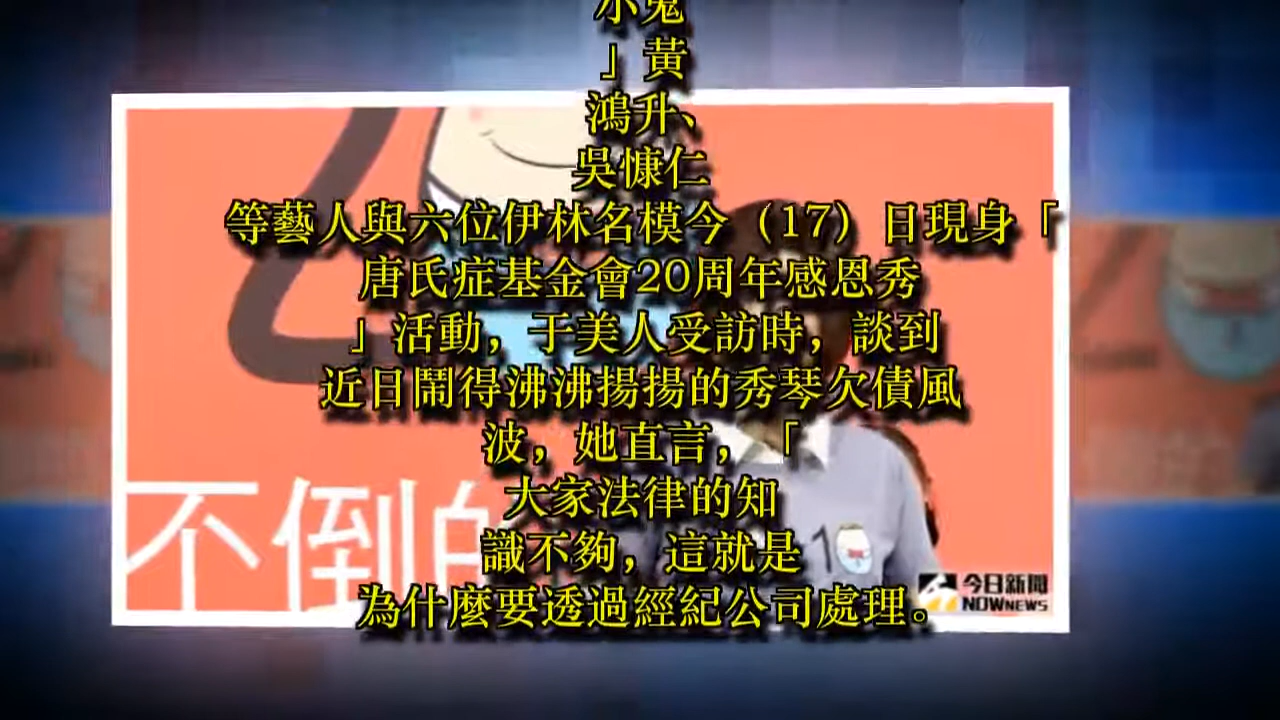 小鬼
」黃
鴻升、
吳慷仁
等藝人與六位伊林名模今（17）日現身「
唐氏症基金會20周年感恩秀
」活動，于美人受訪時，談到
近日鬧得沸沸揚揚的秀琴欠債風
波，她直言，「
大家法律的知
識不夠，這就是
為什麼要透過經紀公司處理。
不倒的
10
今日新聞
NOWNEWS